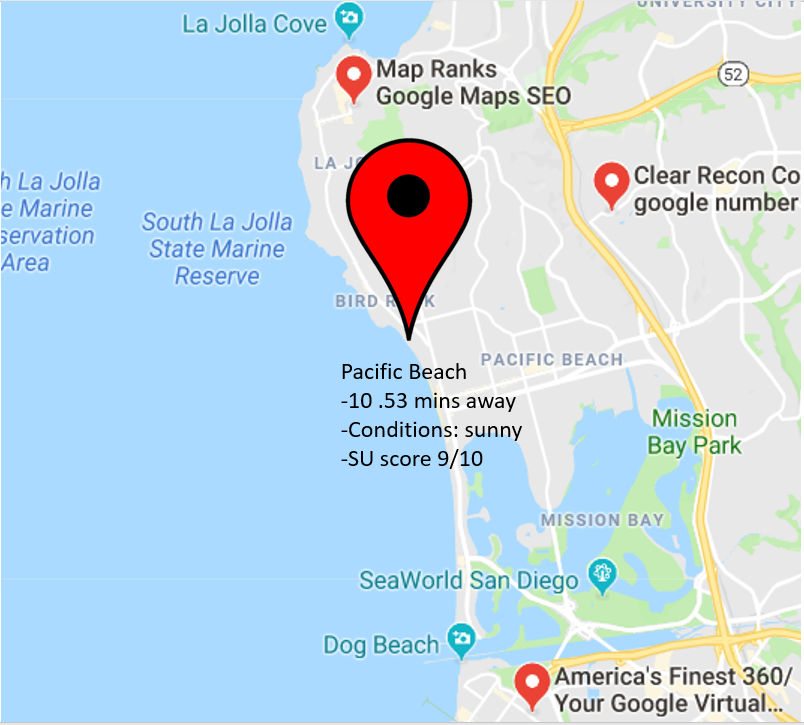 UNIVERSITY CITY
La Jolla Cove
Map Ranks
Google Maps SEO
52
Clear Recon Co
google number
LA JO
h La Jolla
e Marine
servation
Area
South La Jolla
State Marine
Reserve
BIRD R CK
PACIFIC BEACH
Pacific Beach
-10 .53 mins away
-Conditions: sunny
-SU score 9/10
Mission
Bay Park
MISSION BAY
SeaWorld San Diego
Dog Beach
America's Finest 360/
Your Google Virtual...